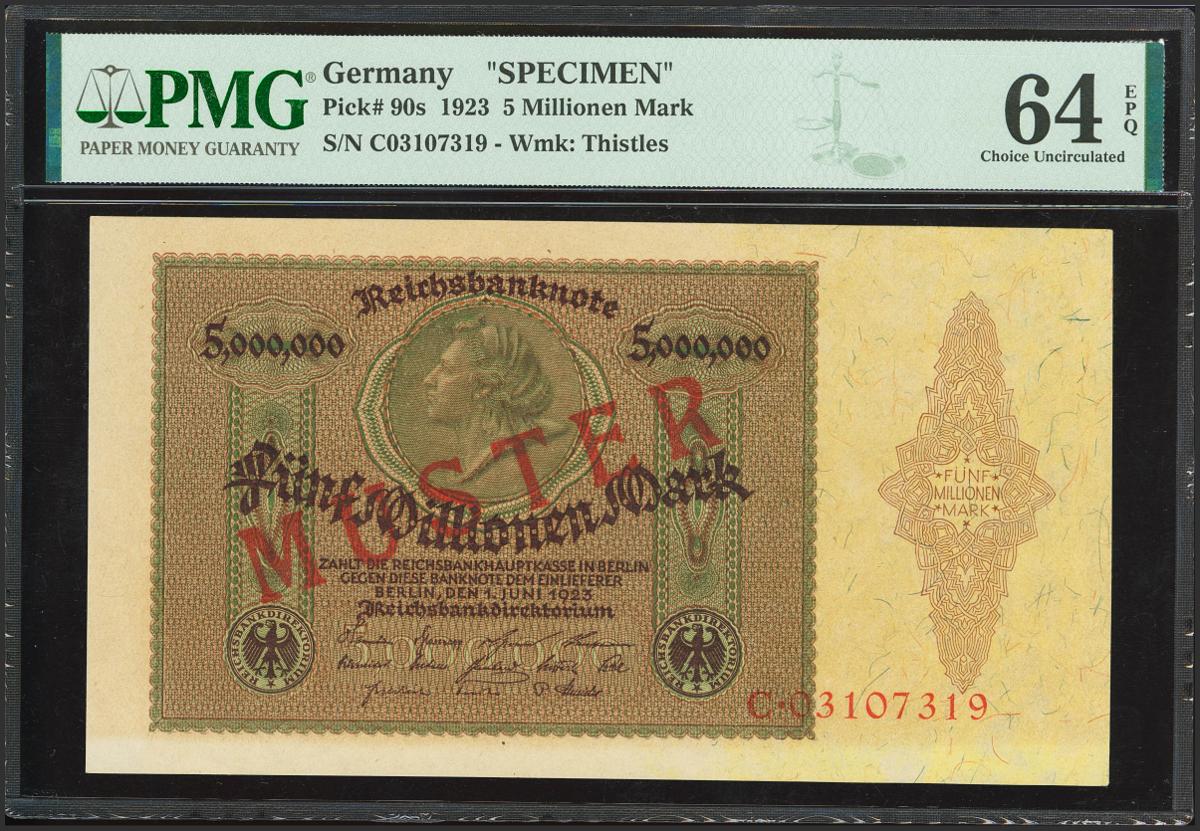 PMG®
PAPER MONEY GUARANTY
Germany "SPECIMEN"
Pick# 90s 1923 5 Millionen Mark
S/N C03107319 - Wmk: Thistles
64
EPQ
Choice Uncirculated
Reichsbanknote
5,000,000
5,000,000
MUSTER
Fünf Millionen Mark
ZAHLT DIE REICHSBANKHAUPTKASSE IN BERLIN
GEGEN DIESE BANKNOTE DEM EINLIEFERER
BERLIN, DEN 1. JUNI 1923
Reichsbankdirektorium
REICHSBANKDIREKTORIUM
REICHSBANKDIREKTORIUM
FÜNF
MILLIONEN
MARK
C·03107319